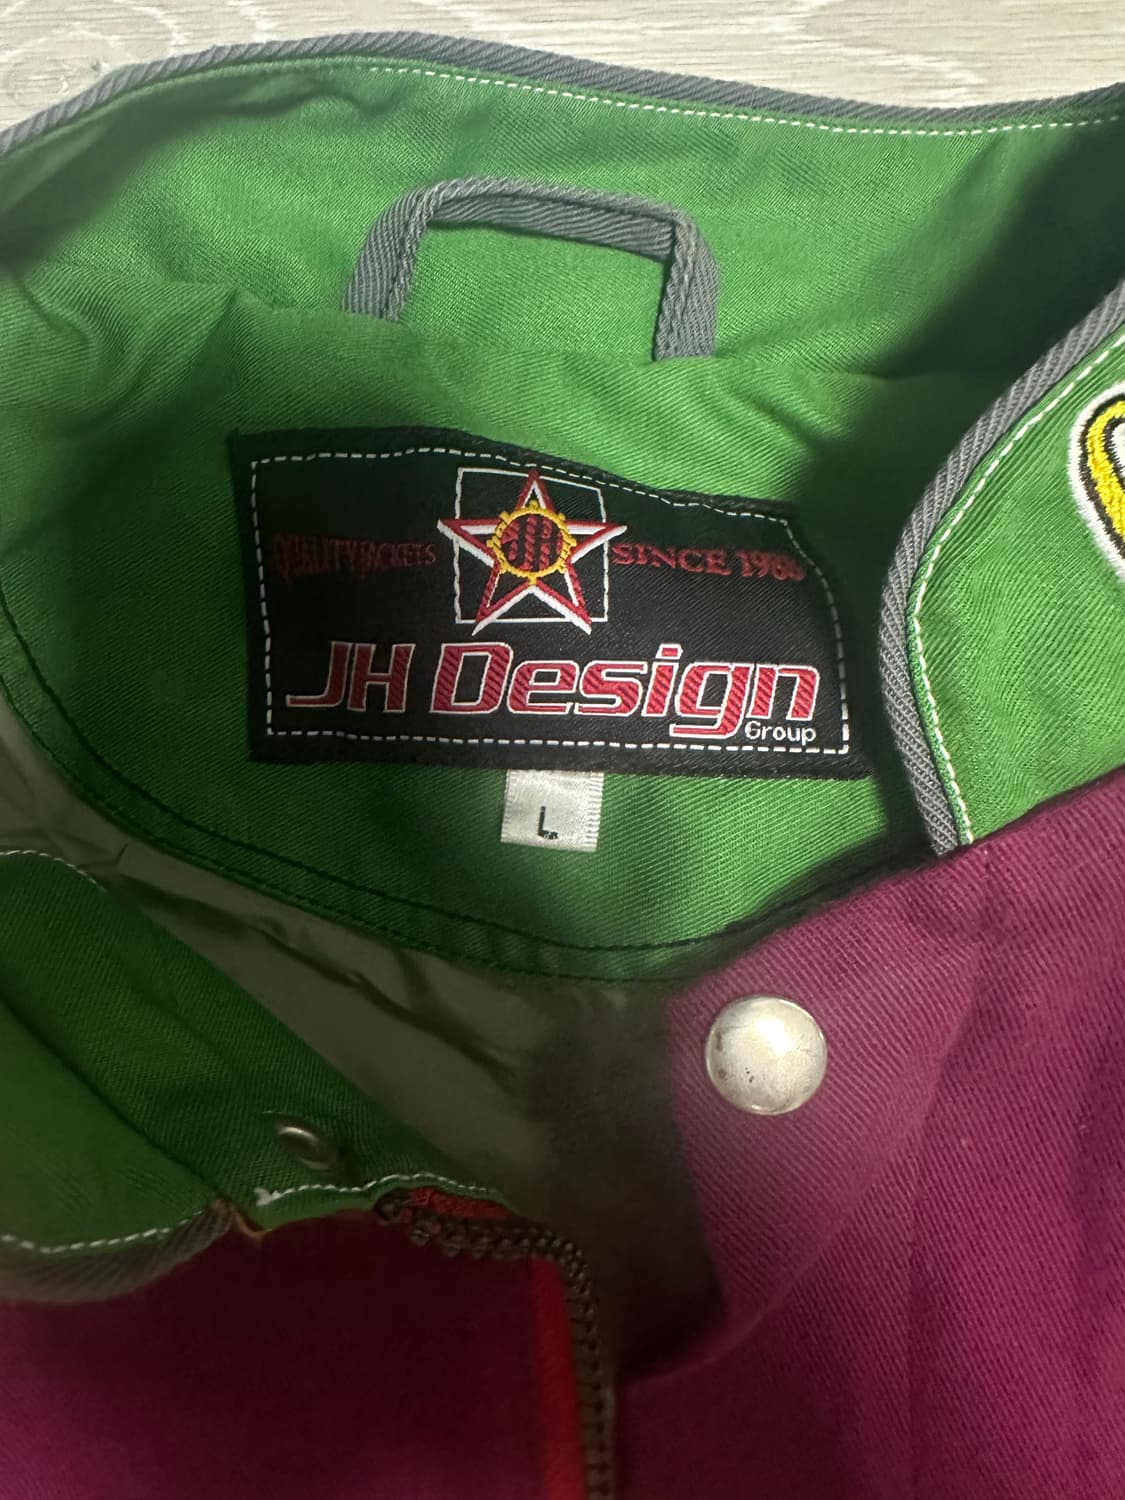 QUALITY JACKETS SINCE 1986
JH
JH Design
Group
L